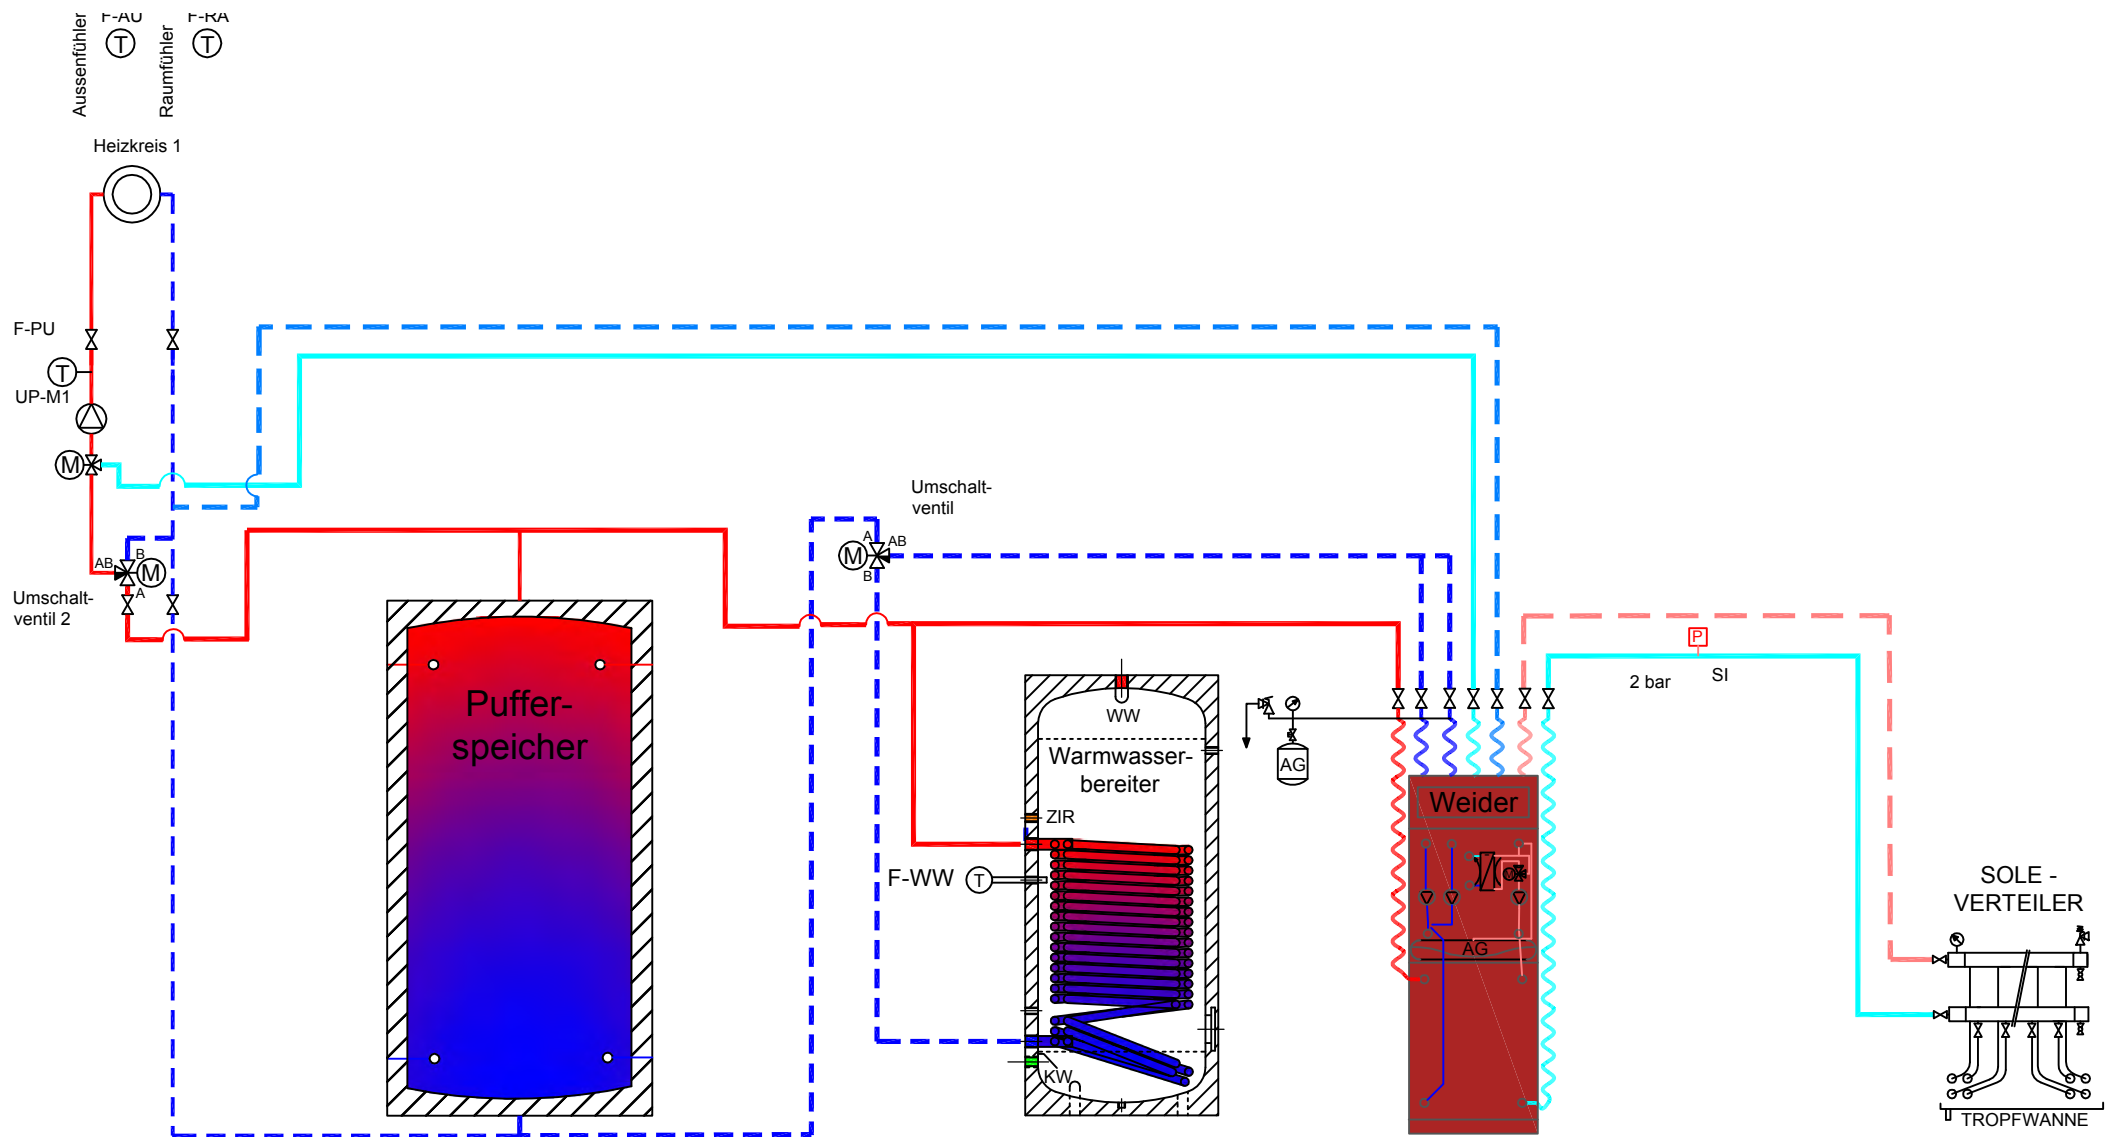 F-AU
F-RA
Aussenfühler
T
Raumfühler
T
Heizkreis 1
F-PU
T
UP-M1
M
Umschalt-
ventil
A
AB
M
B
B
AB
M
A
Umschalt-
ventil 2
P
2 bar
SI
Puffer-
speicher
WW
Warmwasser-
bereiter
AG
Weider
ZIR
F-WW
T
M
SOLE -
VERTEILER
AG
KW
TROPFWANNE